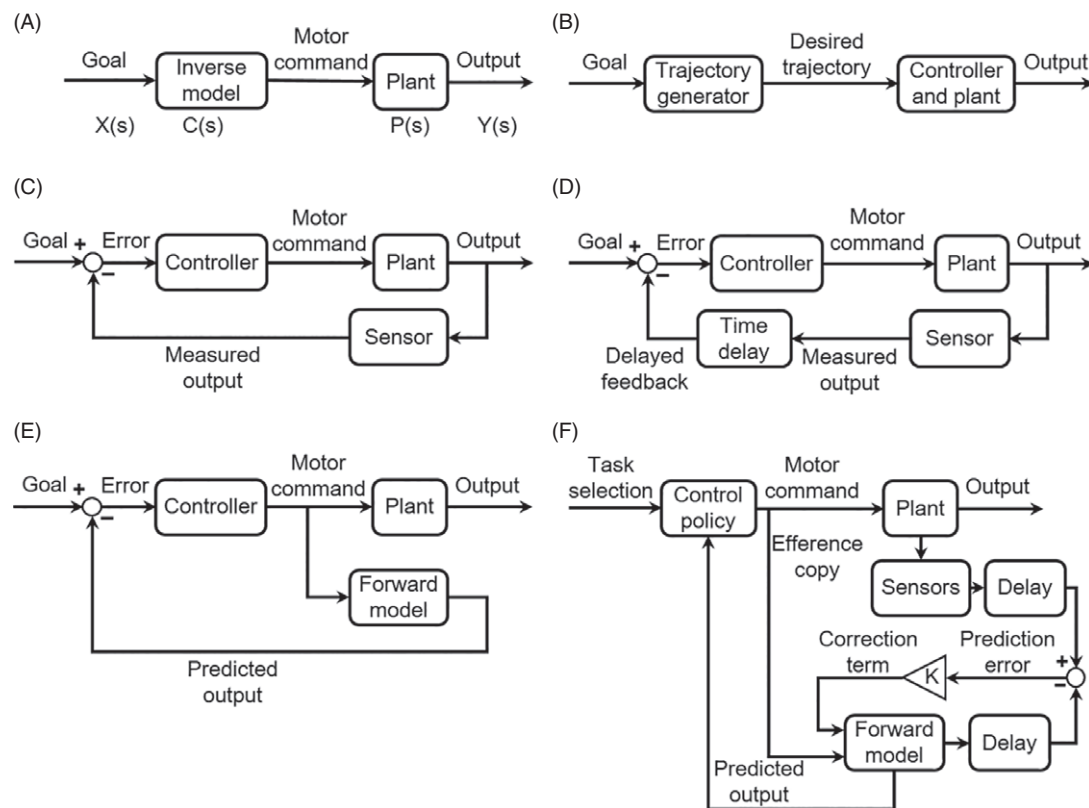 (A)
Goal
Inverse
model
Motor
command
Plant
Output
X(s)
C(s)
P(s)
Y(s)
(B)
Goal
Trajectory
generator
Desired
trajectory
Controller
and plant
Output
(C)
Goal
+
−
Error
Controller
Motor
command
Plant
Output
Sensor
Measured
output
(D)
Goal
+
−
Error
Controller
Motor
command
Plant
Output
Sensor
Measured
output
Time
delay
Delayed
feedback
(E)
Goal
+
−
Error
Controller
Motor
command
Plant
Output
Forward
model
Predicted
output
(F)
Task
selection
Control
policy
Motor
command
Plant
Output
Efference
copy
Sensors
Delay
Correction
term
K
Prediction
error
+
−
Forward
model
Delay
Predicted
output